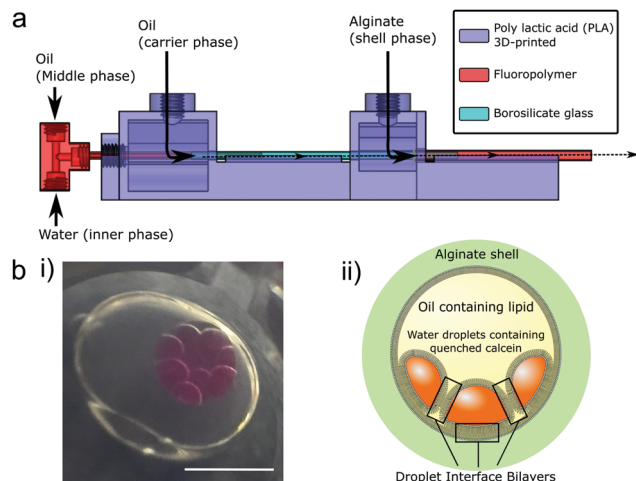 a
Oil
(Middle phase)
Oil
(carrier phase)
Alginate
(shell phase)
Poly lactic acid (PLA)
3D-printed
Fluoropolymer
Borosilicate glass
Water (inner phase)
b i)
ii)
Alginate shell
Oil containing lipid
Water droplets containing
quenched calcein
Droplet Interface Bilayers